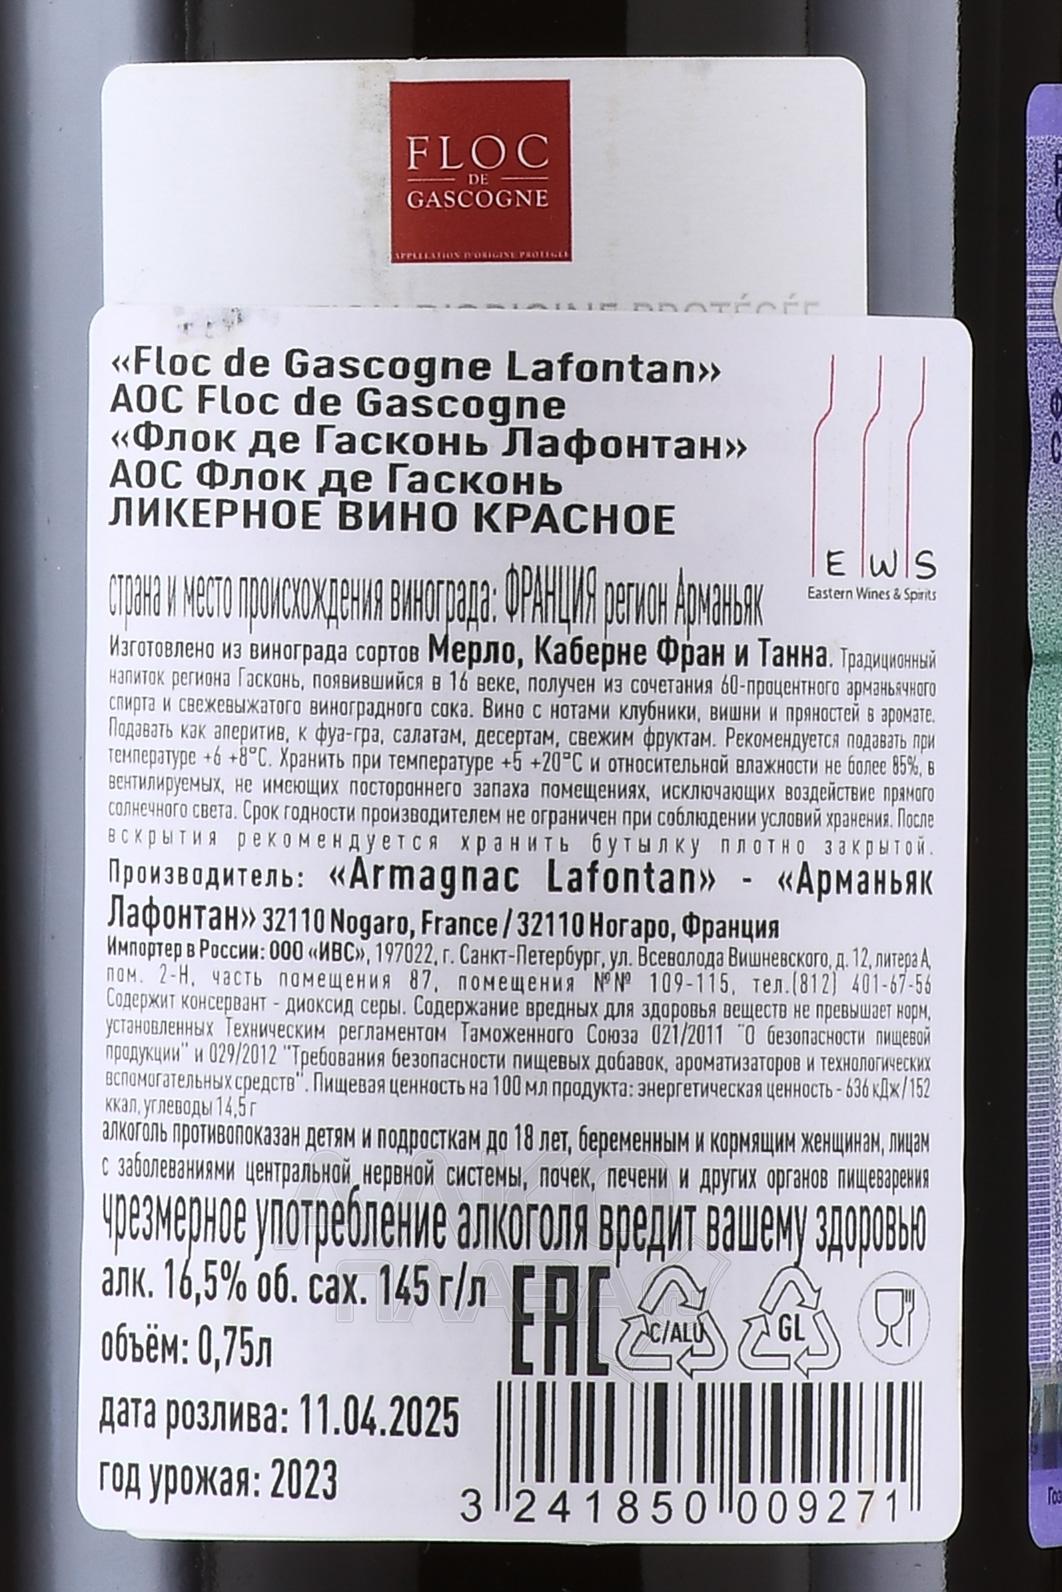 FLOC
DE
GASCOGNE
APPELLATION D'ORIGINE PROTÉGÉE
D'ORIGINE PROTÉGÉE
«Floc de Gascogne Lafontan»
AOC Floc de Gascogne
«Флок де Гасконь Лафонтан»
АОС Флок де Гасконь
ЛИКЕРНОЕ ВИНО КРАСНОЕ
E W S
Eastern Wines & Spirits
страна и место происхождения винограда: ФРАНЦИЯ регион Арманьяк
Изготовлено из винограда сортов Мерло, Каберне Фран и Танна. Традиционный
напиток региона Гасконь, появившийся в 16 веке, получен из сочетания 60-процентного арманьячного
спирта и свежевыжатого виноградного сока. Вино с нотами клубники, вишни и пряностей в аромате.
Подавать как аперитив, к фуа-гра, салатам, десертам, свежим фруктам. Рекомендуется подавать при
температуре +6 +8°C. Хранить при температуре +5 +20°C и относительной влажности не более 85%, в
вентилируемых, не имеющих постороннего запаха помещениях, исключающих воздействие прямого
солнечного света. Срок годности производителем не ограничен при соблюдении условий хранения. После
вскрытия рекомендуется хранить бутылку плотно закрытой.
Производитель: «Armagnac Lafontan» - «Арманьяк
Лафонтан» 32110 Nogaro, France / 32110 Ногаро, Франция
Импортер в России: ООО «ИВС», 197022, г. Санкт-Петербург, ул. Всеволода Вишневского, д. 12, литера А,
пом. 2-Н, часть помещения 87, помещения №№ 109-115, тел.(812) 401-67-56
Содержит консервант - диоксид серы. Содержание вредных для здоровья веществ не превышает норм,
установленных Техническим регламентом Таможенного Союза 021/2011 "О безопасности пищевой
продукции" и 029/2012 "Требования безопасности пищевых добавок, ароматизаторов и технологических
вспомогательных средств". Пищевая ценность на 100 мл продукта: энергетическая ценность - 636 кДж/152
ккал, углеводы 14,5 г
алкоголь противопоказан детям и подросткам до 18 лет, беременным и кормящим женщинам, лицам
с заболеваниями центральной нервной системы, почек, печени и других органов пищеварения
чрезмерное употребление алкоголя вредит вашему здоровью
алк. 16,5% об. сах. 145 г/л
EAC
C/ALU
GL
объём: 0,75л
дата розлива: 11.04.2025
год урожая: 2023
3 241850 009271